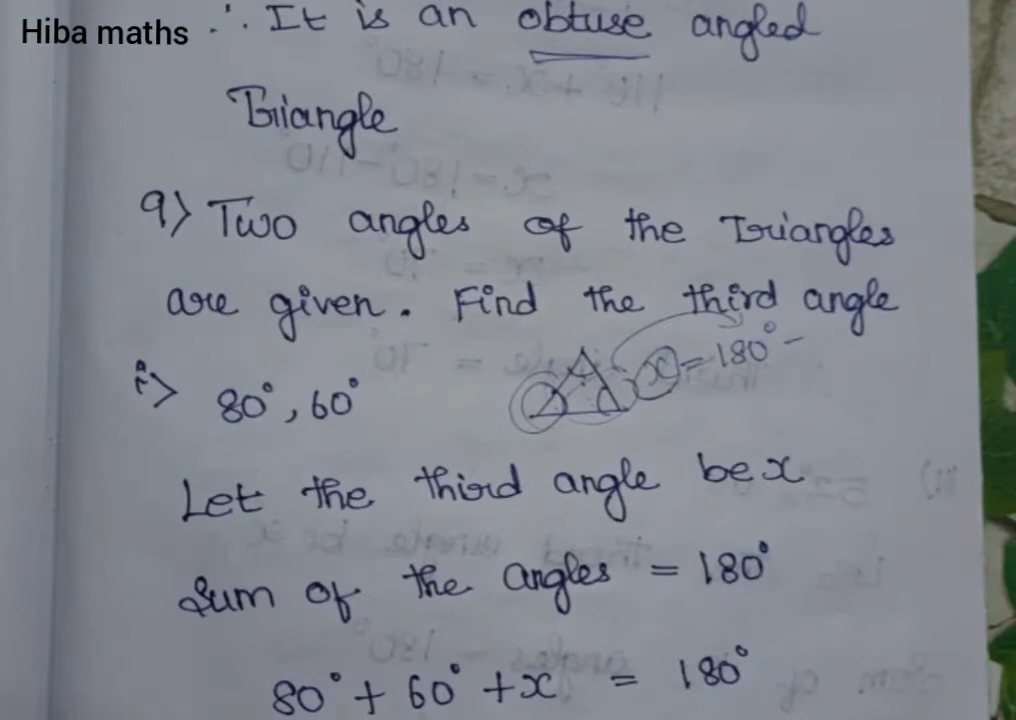 Hiba maths
∴ It is an obtuse angled
Triangle
9) Two angles of the Triangles
are given. Find the third angle
x = 180° –
i) 80°, 60°
Let the third angle be x
Sum of the angles = 180°
80° + 60° + x = 180°